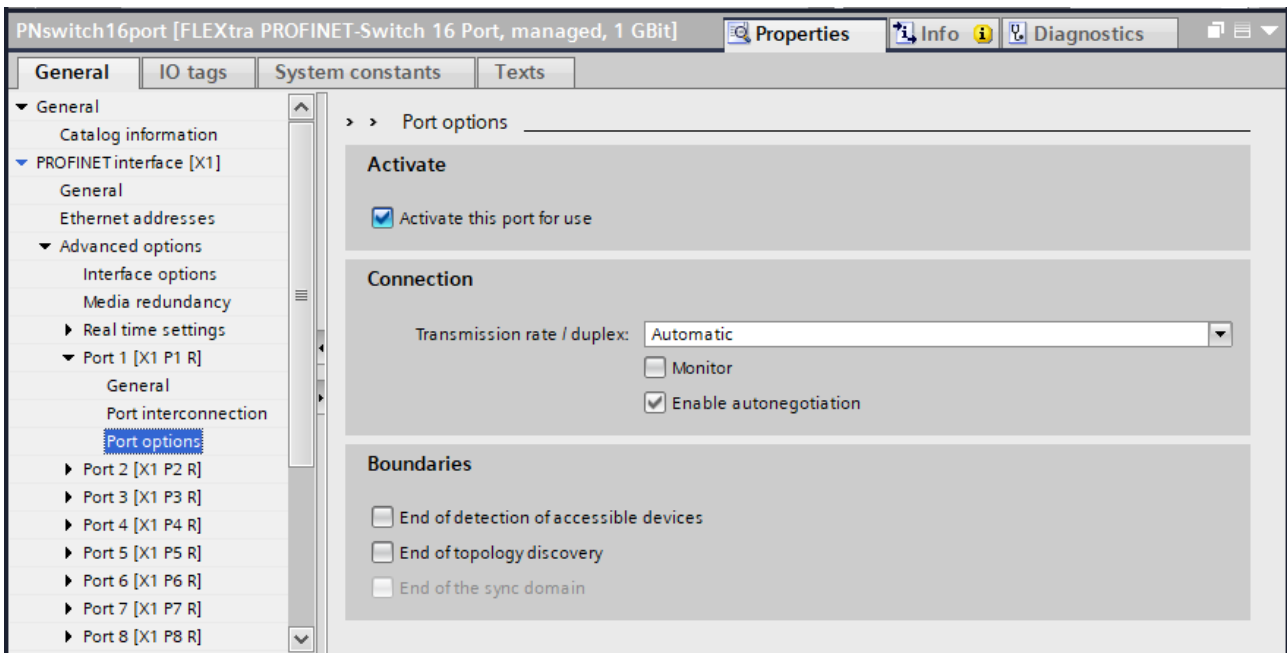 PNswitch16port [FLEXtra PROFINET-Switch 16 Port, managed, 1 GBit]
Properties
Info
Diagnostics
General
IO tags
System constants
Texts
General
Catalog information
PROFINET interface [X1]
General
Ethernet addresses
Advanced options
Interface options
Media redundancy
Real time settings
Port 1 [X1 P1 R]
General
Port interconnection
Port options
Port 2 [X1 P2 R]
Port 3 [X1 P3 R]
Port 4 [X1 P4 R]
Port 5 [X1 P5 R]
Port 6 [X1 P6 R]
Port 7 [X1 P7 R]
Port 8 [X1 P8 R]
> > Port options
Activate
Activate this port for use
Connection
Transmission rate / duplex: Automatic
Monitor
Enable autonegotiation
Boundaries
End of detection of accessible devices
End of topology discovery
End of the sync domain